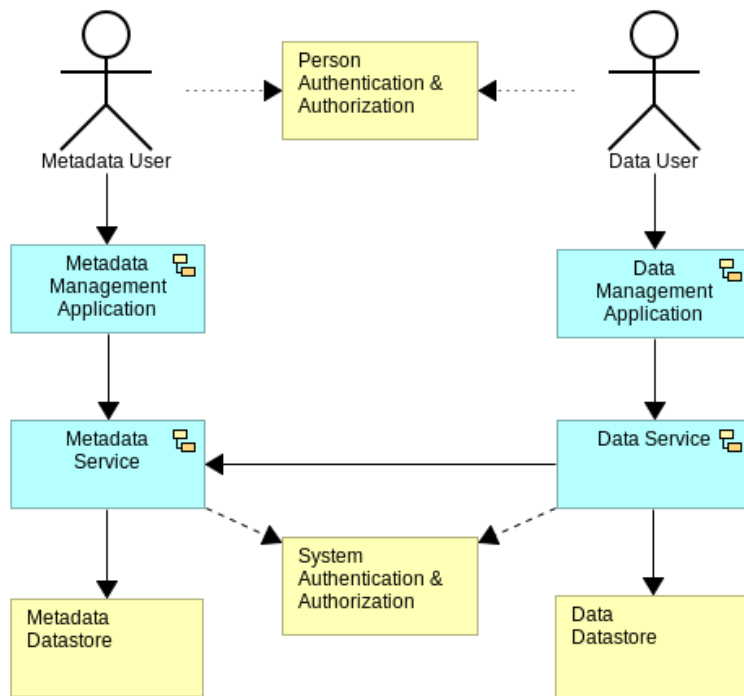 Person
Authentication &
Authorization
Metadata User
Data User
Metadata
Management
Application
Data
Management
Application
Metadata
Service
Data Service
System
Authentication &
Authorization
Metadata
Datastore
Data
Datastore